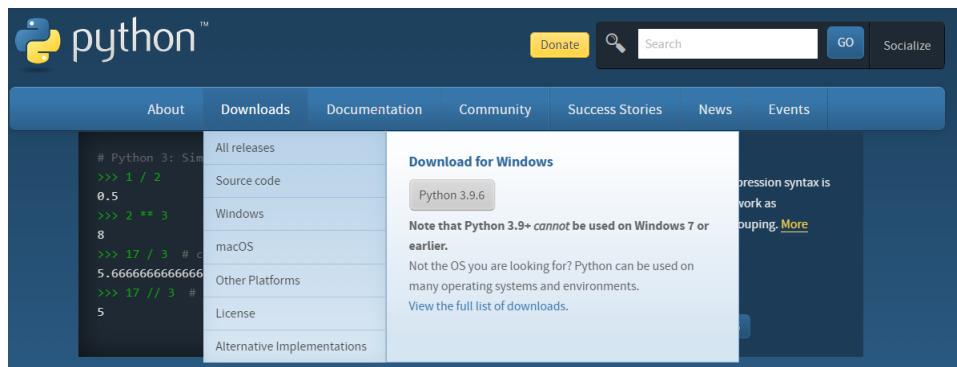 python™
Donate
Search
GO
Socialize
About
Downloads
Documentation
Community
Success Stories
News
Events
# Python 3: Sim
>>> 1 / 2
0.5
>>> 2 ** 3
8
>>> 17 / 3 # c
5.666666666666
>>> 17 // 3 #
5
All releases
Source code
Windows
macOS
Other Platforms
License
Alternative Implementations
Download for Windows
Python 3.9.6
Note that Python 3.9+ cannot be used on Windows 7 or
earlier.
Not the OS you are looking for? Python can be used on
many operating systems and environments.
View the full list of downloads.
pression syntax is
work as
ouping. More